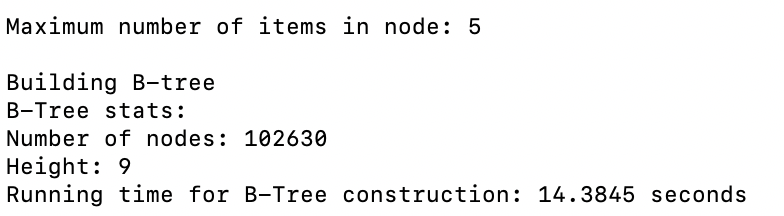 Maximum number of items in node: 5
Building B-tree
B-Tree stats:
Number of nodes: 102630
Height: 9
Running time for B-Tree construction: 14.3845 seconds